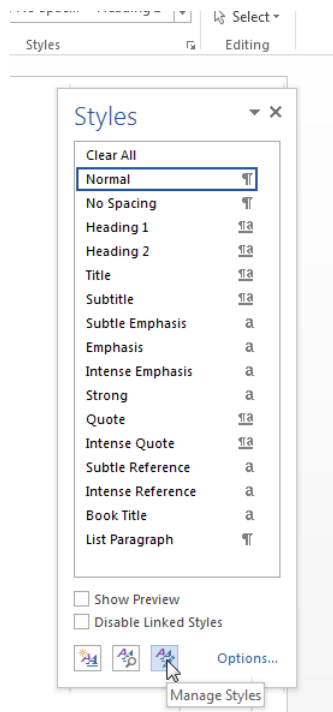 Select
Styles
Editing
Styles
Clear All
Normal ¶
No Spacing ¶
Heading 1 ¶a
Heading 2 ¶a
Title ¶a
Subtitle ¶a
Subtle Emphasis a
Emphasis a
Intense Emphasis a
Strong a
Quote ¶a
Intense Quote ¶a
Subtle Reference a
Intense Reference a
Book Title a
List Paragraph ¶
Show Preview
Disable Linked Styles
Options...
Manage Styles